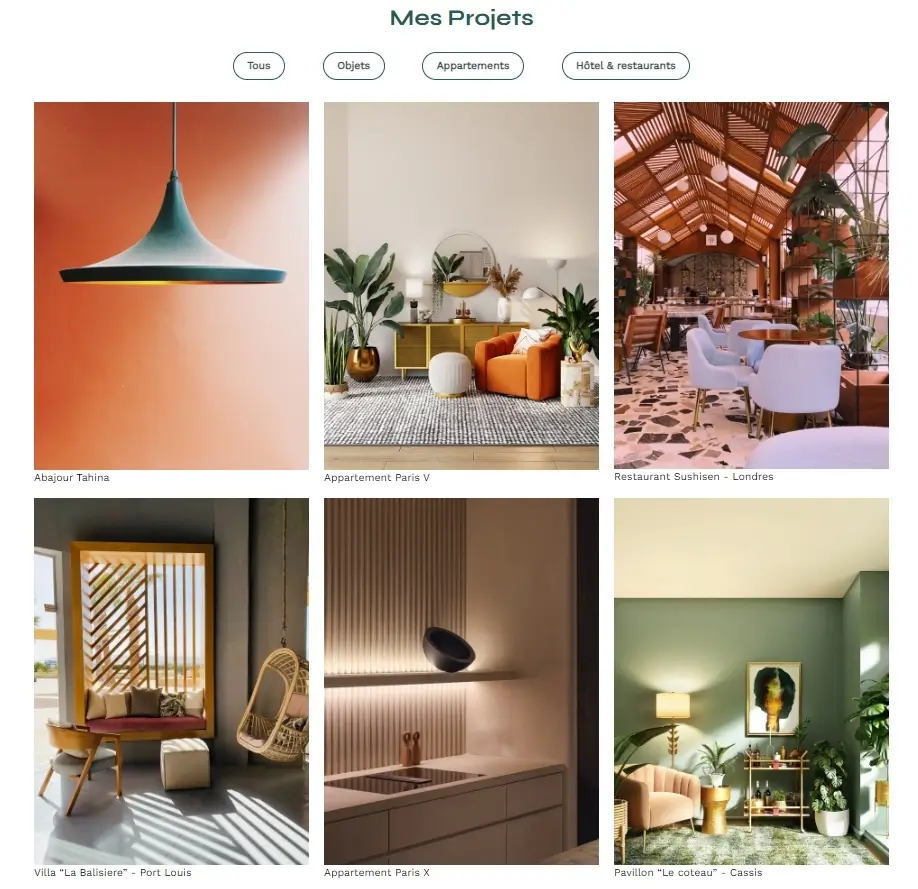 Mes Projets
Tous
Objets
Appartements
Hôtel & restaurants
Abajour Tahina
Appartement Paris V
Restaurant Sushisen - Londres
Villa “La Balisiere” - Port Louis
Appartement Paris X
Pavillon “Le coteau” - Cassis